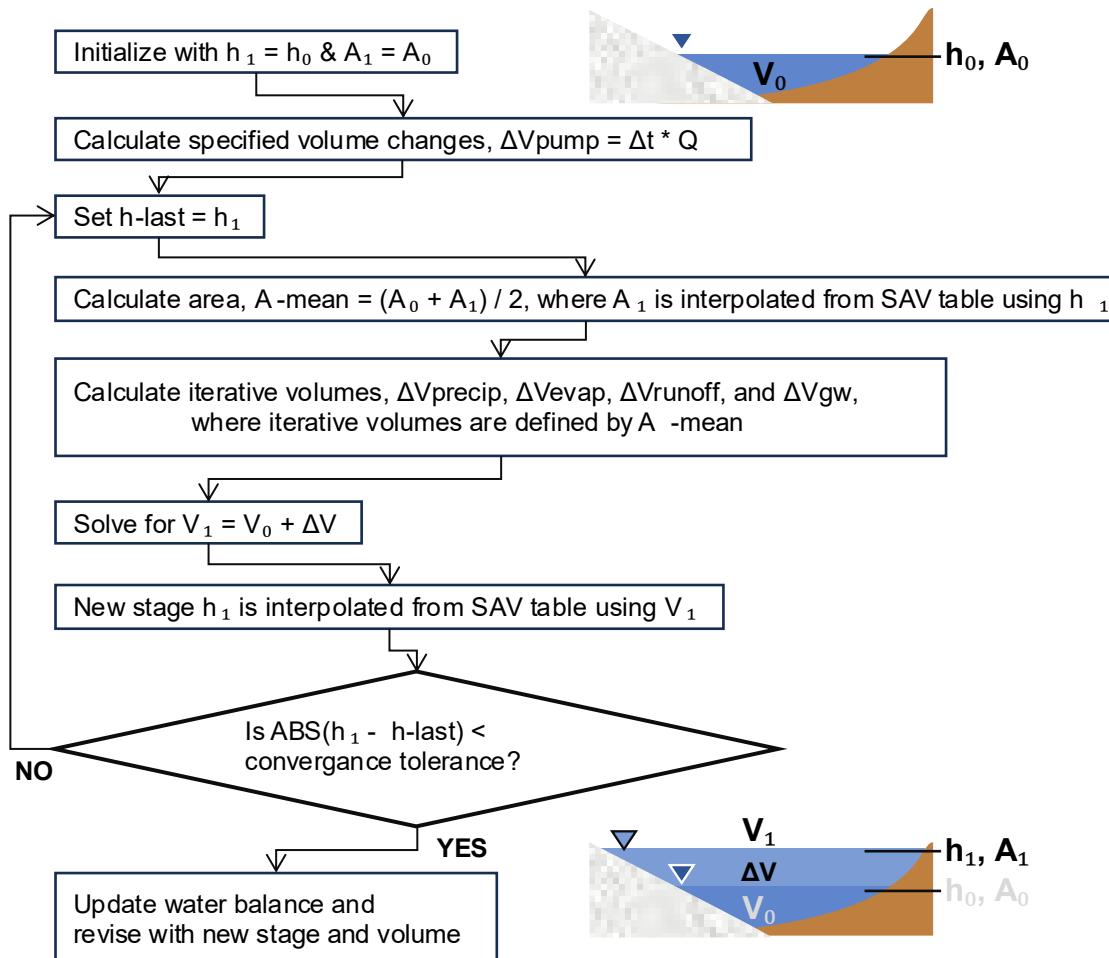 Initialize with h₁ = h₀ & A₁ = A₀
V₀
h₀, A₀
Calculate specified volume changes, ΔVpump = Δt * Q
Set h-last = h₁
Calculate area, A -mean = (A₀ + A₁) / 2, where A₁ is interpolated from SAV table using h ₁
Calculate iterative volumes, ΔVprecip, ΔVevap, ΔVrunoff, and ΔVgw,
where iterative volumes are defined by A -mean
Solve for V₁ = V₀ + ΔV
New stage h₁ is interpolated from SAV table using V₁
Is ABS(h₁ - h-last) <
convergance tolerance?
NO
YES
Update water balance and
revise with new stage and volume
V₁
h₁, A₁
ΔV
h₀, A₀
V₀